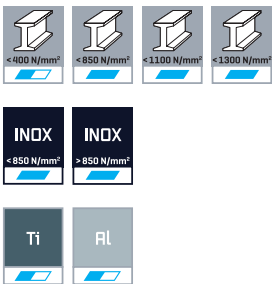 <400 N/mm² <850 N/mm² <1100 N/mm² <1300 N/mm²
INOX INOX
<850 N/mm² >850 N/mm²
Ti Al